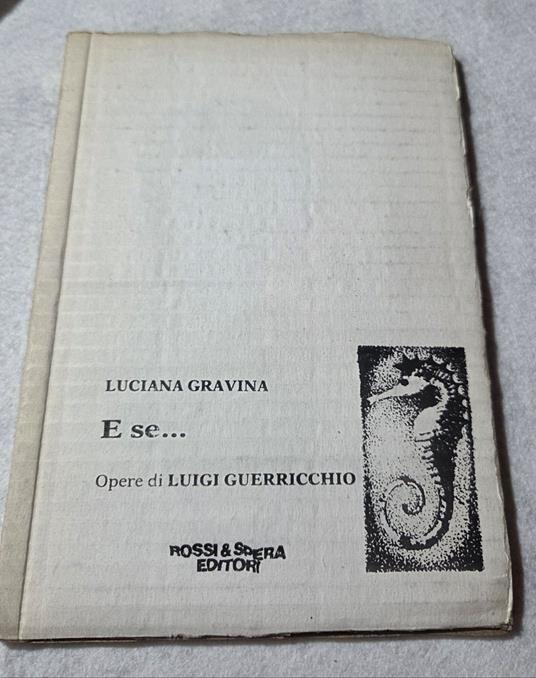 LUCIANA GRAVINA
E se...
Opere di LUIGI GUERRICCHIO
ROSSI & SPERA
EDITORI